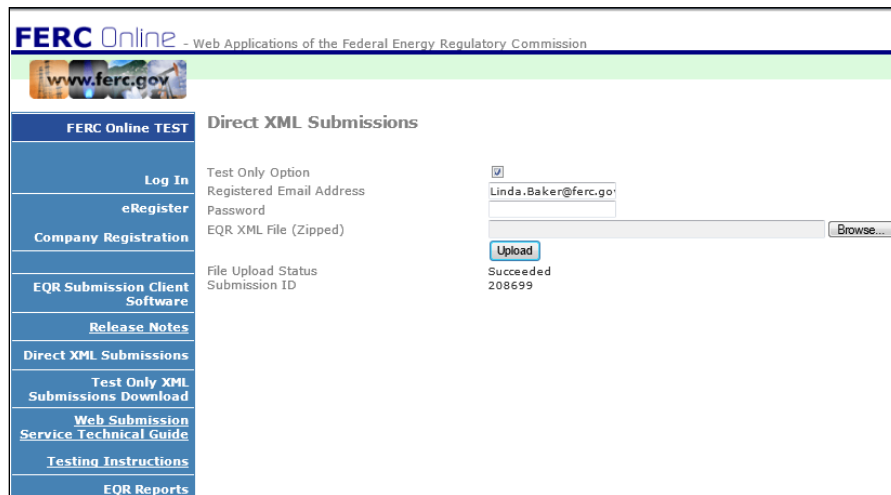 FERC Online - Web Applications of the Federal Energy Regulatory Commission
www.ferc.gov
FERC Online TEST
Log In
eRegister
Company Registration
EQR Submission Client
Software
Release Notes
Direct XML Submissions
Test Only XML
Submissions Download
Web Submission
Service Technical Guide
Testing Instructions
EQR Reports
Direct XML Submissions
Test Only Option
Registered Email Address Linda.Baker@ferc.gov
Password
EQR XML File (Zipped) Browse...
Upload
File Upload Status Succeeded
Submission ID 208699